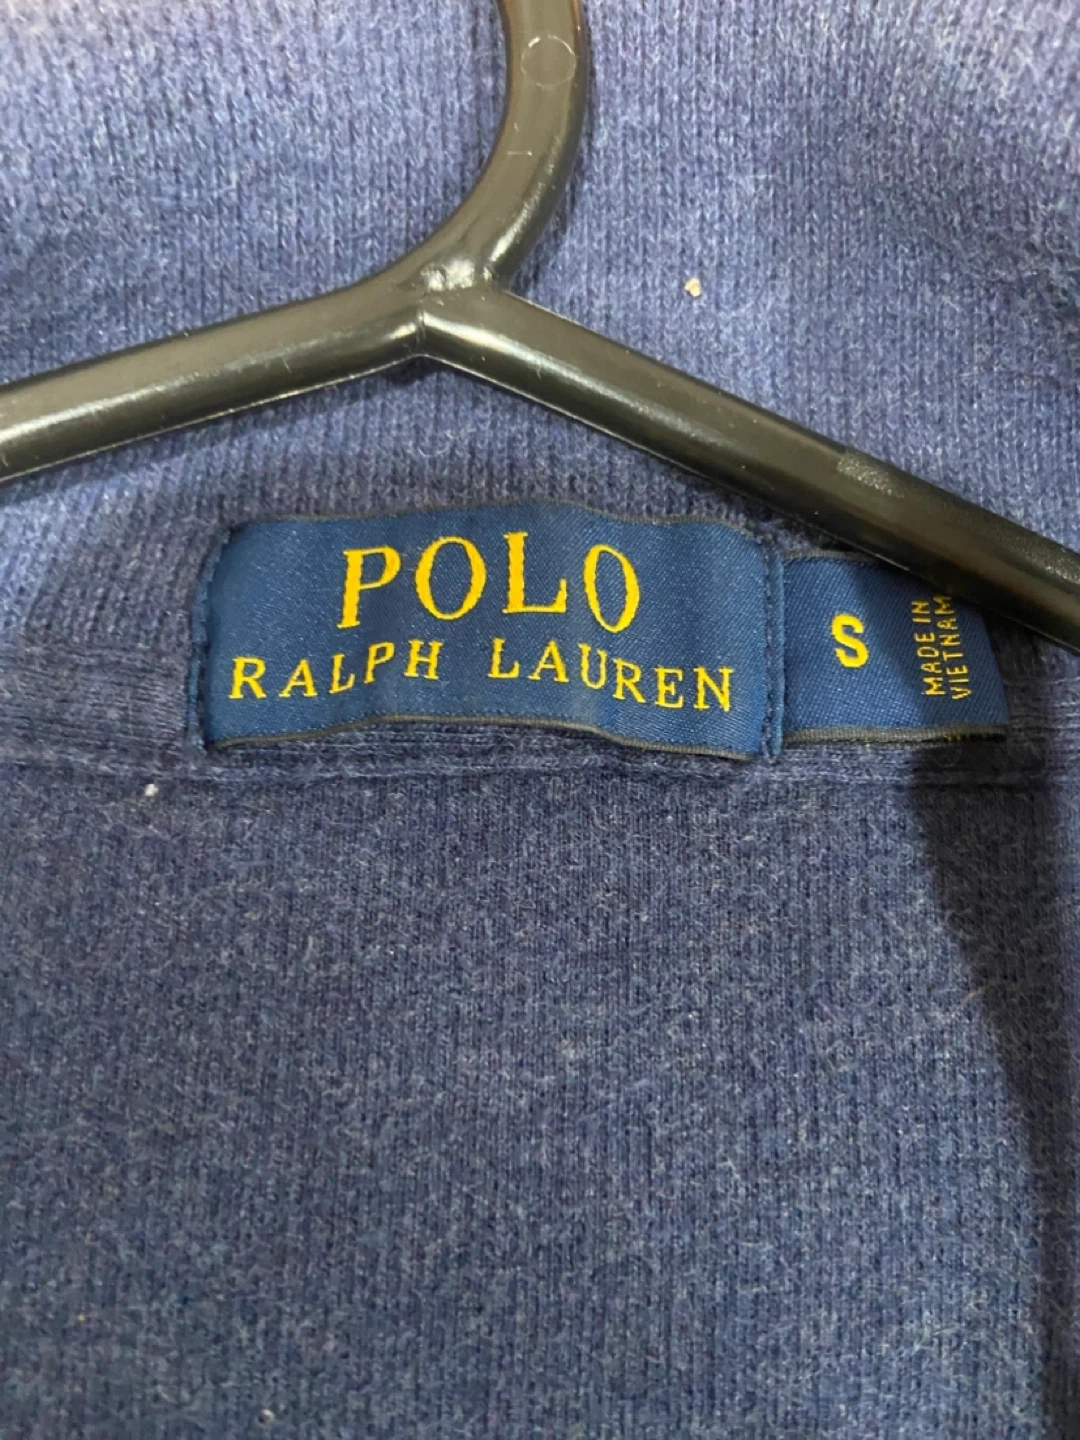 POLO
RALPH LAUREN
S
MADE IN
VIETNAM